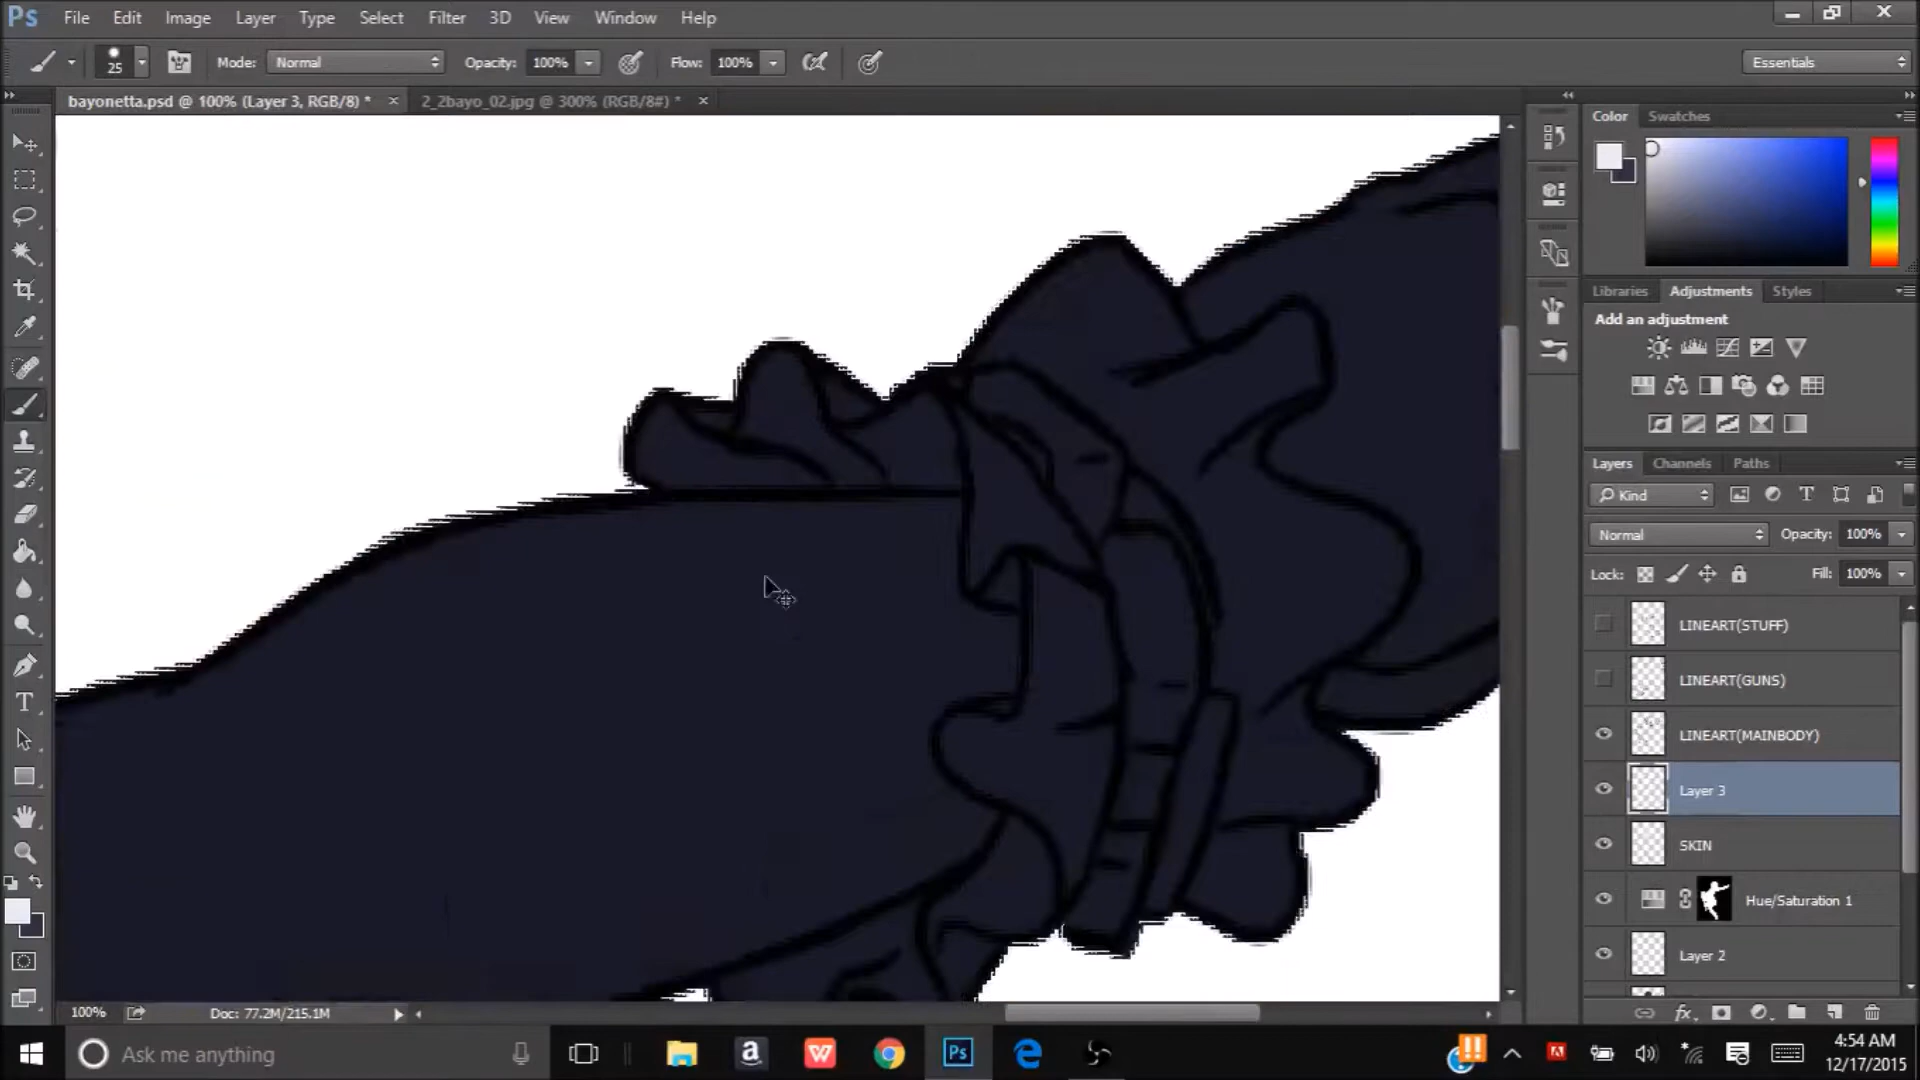 Ps File Edit Image Layer Type Select Filter 3D View Window Help
25 Mode: Normal Opacity: 100% Flow: 100% Essentials
bayonetta.psd @ 100% (Layer 3, RGB/8) * × 2_2bayo_02.jpg @ 300% (RGB/8#) * ×
Color Swatches
Libraries Adjustments Styles
Add an adjustment
Layers Channels Paths
Kind
Normal Opacity: 100%
Lock: Fill: 100%
LINEART(STUFF)
LINEART(GUNS)
LINEART(MAINBODY)
Layer 3
SKIN
Hue/Saturation 1
Layer 2
fx
100% Doc: 77.2M/215.1M
Ask me anything
4:54 AM
12/17/2015